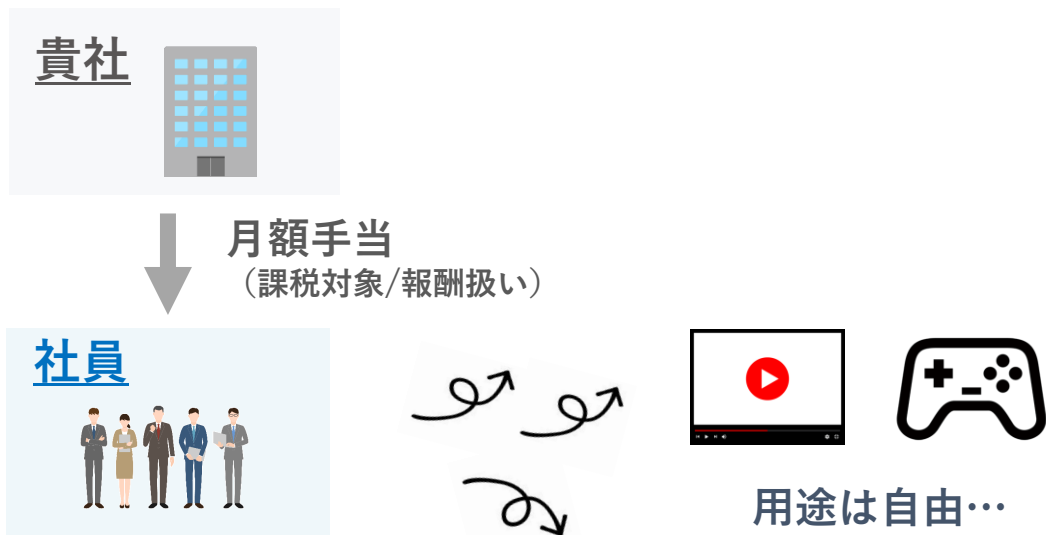 貴社
月額手当
（課税対象/報酬扱い）
社員
用途は自由…